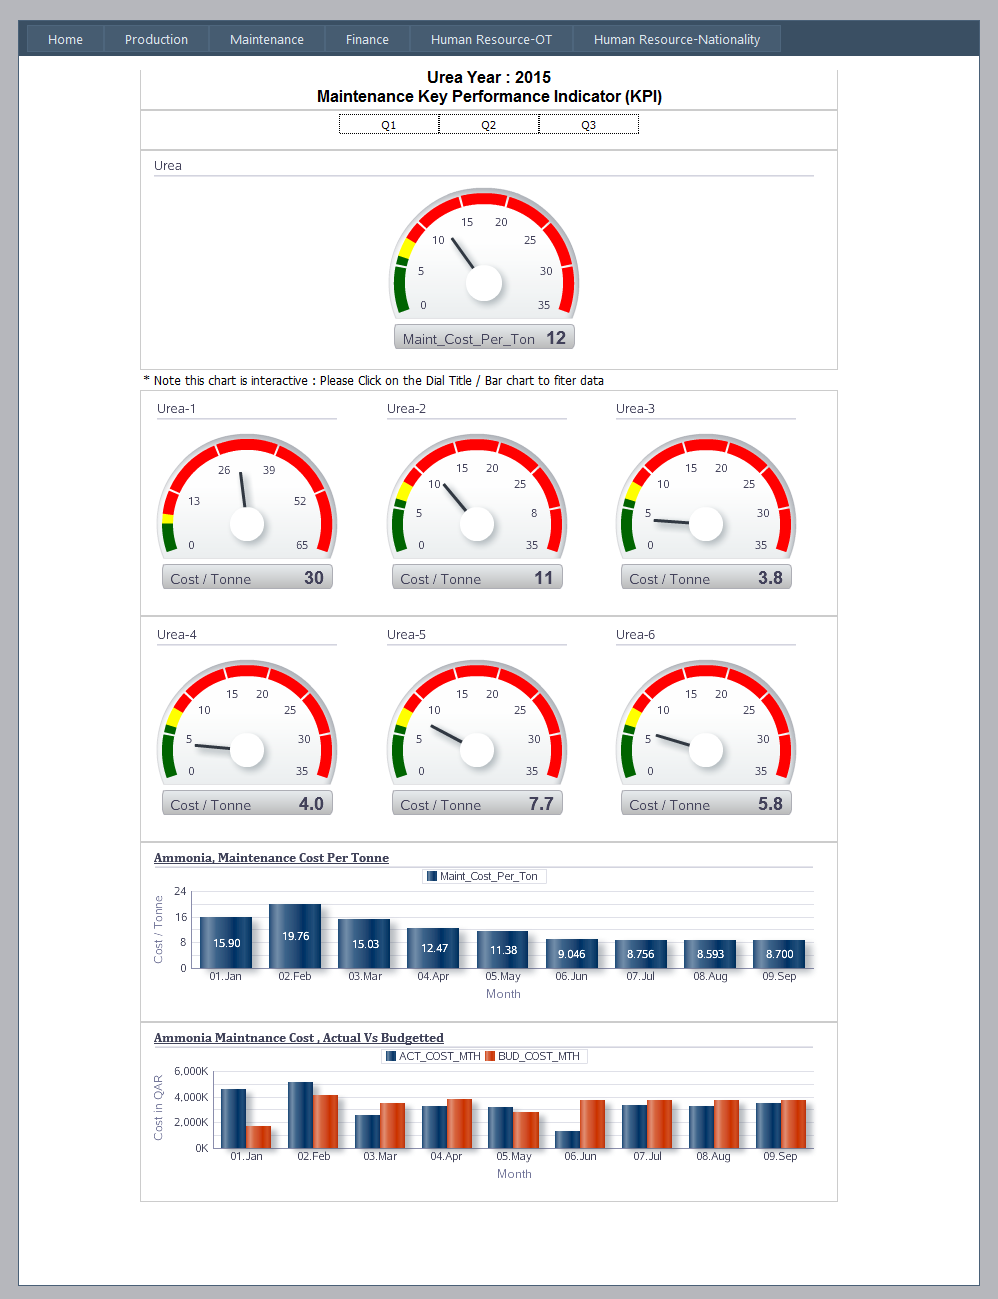 Home Production Maintenance Finance Human Resource-OT Human Resource-Nationality
Urea Year : 2015
Maintenance Key Performance Indicator (KPI)
Q1 Q2 Q3
Urea
0 5 10 15 20 25 30 35
Maint_Cost_Per_Ton 12
* Note this chart is interactive : Please Click on the Dial Title / Bar chart to fiter data
Urea-1
0 13 26 39 52 65
Cost / Tonne 30
Urea-2
0 5 10 15 20 25 8 35
Cost / Tonne 11
Urea-3
0 5 10 15 20 25 30 35
Cost / Tonne 3.8
Urea-4
0 5 10 15 20 25 30 35
Cost / Tonne 4.0
Urea-5
0 5 10 15 20 25 30 35
Cost / Tonne 7.7
Urea-6
0 5 10 15 20 25 30 35
Cost / Tonne 5.8
Ammonia, Maintenance Cost Per Tonne
Maint_Cost_Per_Ton
Cost / Tonne
24
16
8
0
15.90 19.76 15.03 12.47 11.38 9.046 8.756 8.593 8.700
01.Jan 02.Feb 03.Mar 04.Apr 05.May 06.Jun 07.Jul 08.Aug 09.Sep
Month
Ammonia Maintnance Cost , Actual Vs Budgetted
ACT_COST_MTH BUD_COST_MTH
Cost in QAR
6,000K
4,000K
2,000K
0K
01.Jan 02.Feb 03.Mar 04.Apr 05.May 06.Jun 07.Jul 08.Aug 09.Sep
Month